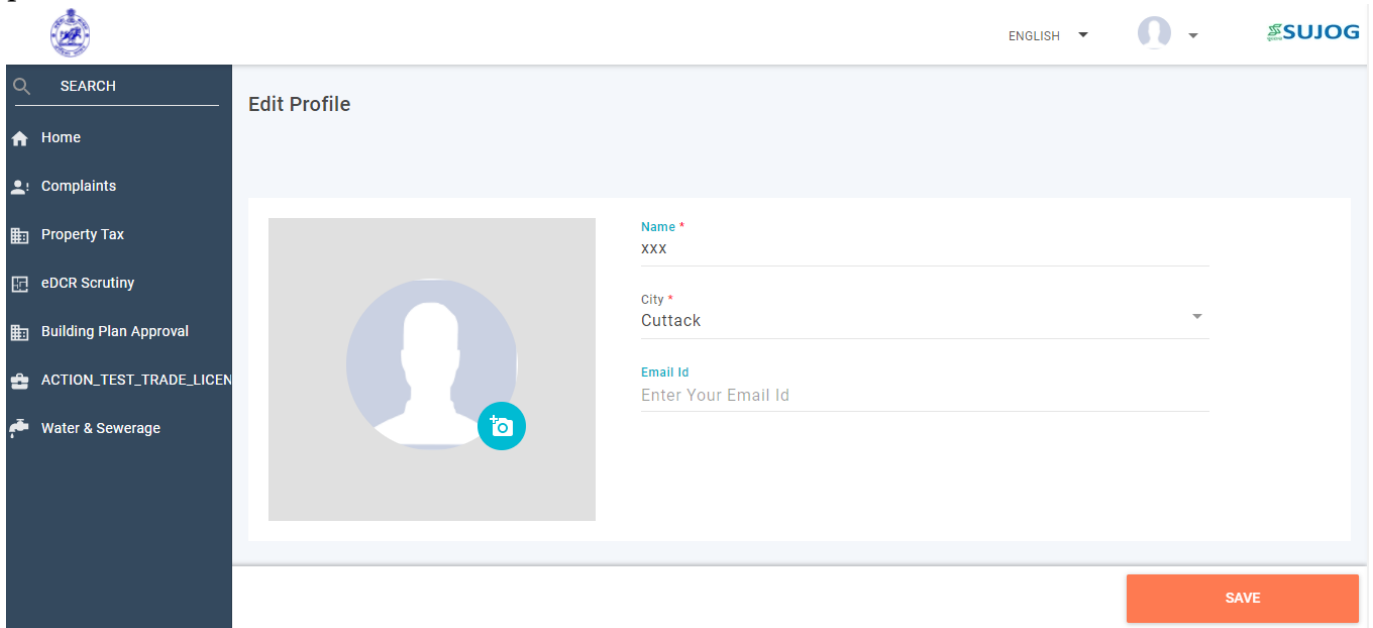 ENGLISH
SUJOG
SEARCH
Edit Profile
Home
Complaints
Property Tax
eDCR Scrutiny
Building Plan Approval
ACTION_TEST_TRADE_LICEN
Water & Sewerage
Name *
xxx
City *
Cuttack
Email Id
Enter Your Email Id
SAVE